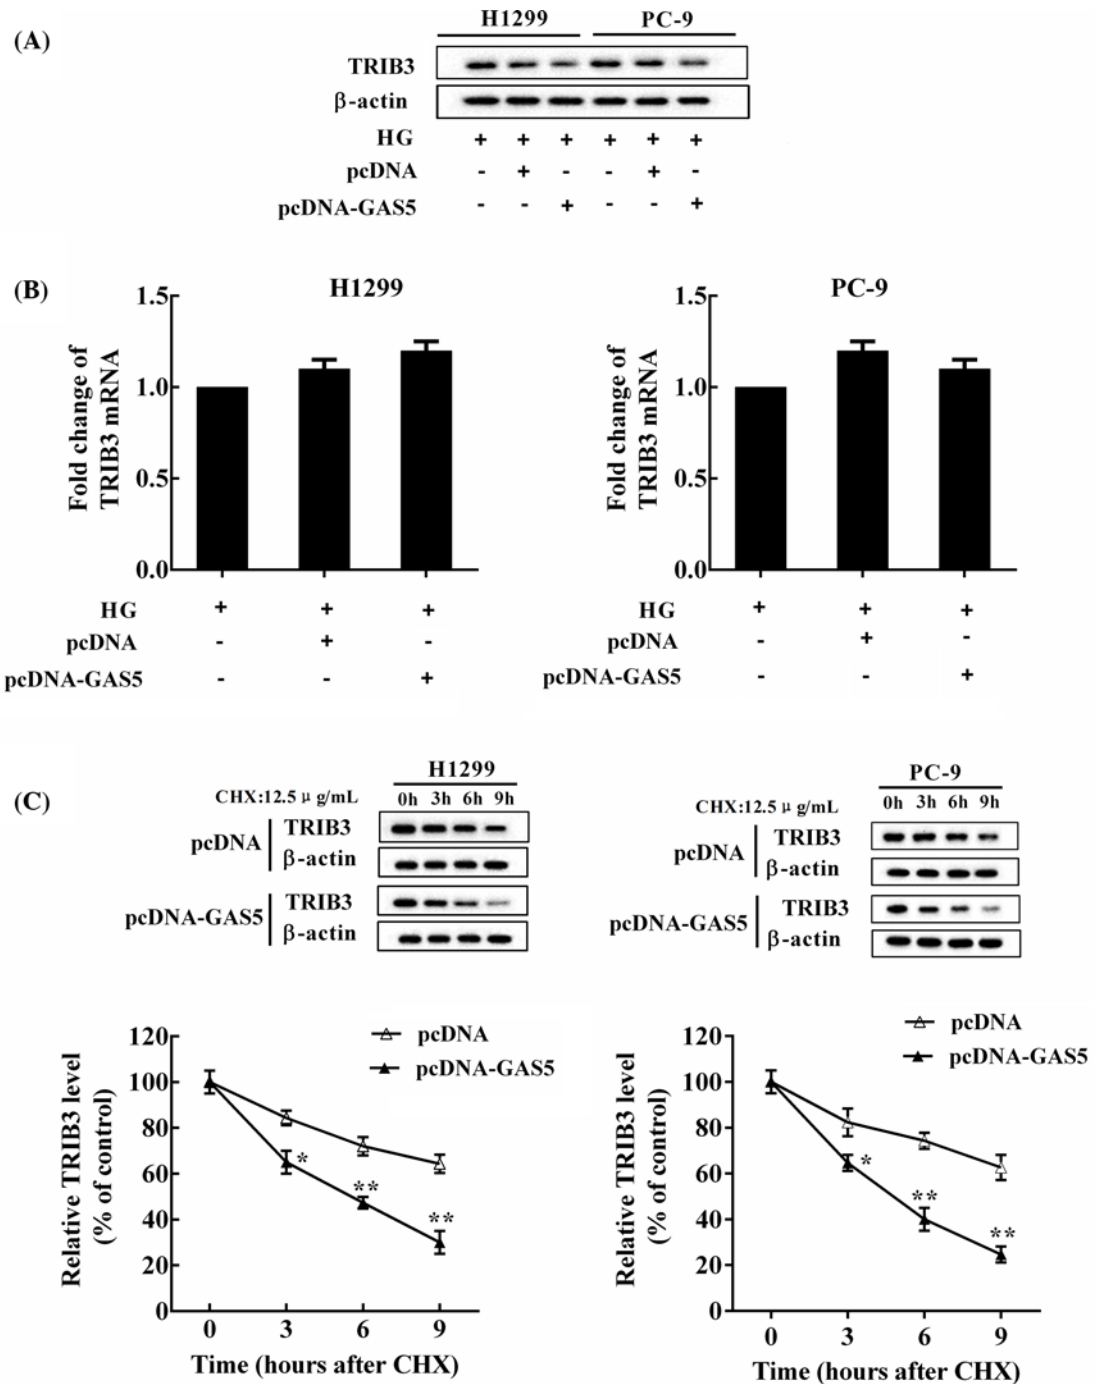 (A)
H1299 PC-9
TRIB3
β-actin
HG + + + + + +
pcDNA - + - - + -
pcDNA-GAS5 - - + - - +
(B)
H1299
Fold change of
TRIB3 mRNA
1.5
1.0
0.5
0.0
HG + + +
pcDNA - + -
pcDNA-GAS5 - - +
PC-9
Fold change of
TRIB3 mRNA
1.5
1.0
0.5
0.0
HG + + +
pcDNA - + -
pcDNA-GAS5 - - +
(C)
H1299
CHX:12.5 μ g/mL 0h 3h 6h 9h
pcDNA
TRIB3
β-actin
pcDNA-GAS5
TRIB3
β-actin
PC-9
CHX:12.5 μ g/mL 0h 3h 6h 9h
pcDNA
TRIB3
β-actin
pcDNA-GAS5
TRIB3
β-actin
Relative TRIB3 level
(% of control)
120
100
80
60
40
20
0
pcDNA
pcDNA-GAS5
*
**
**
0 3 6 9
Time (hours after CHX)
Relative TRIB3 level
(% of control)
120
100
80
60
40
20
0
pcDNA
pcDNA-GAS5
*
**
**
0 3 6 9
Time (hours after CHX)